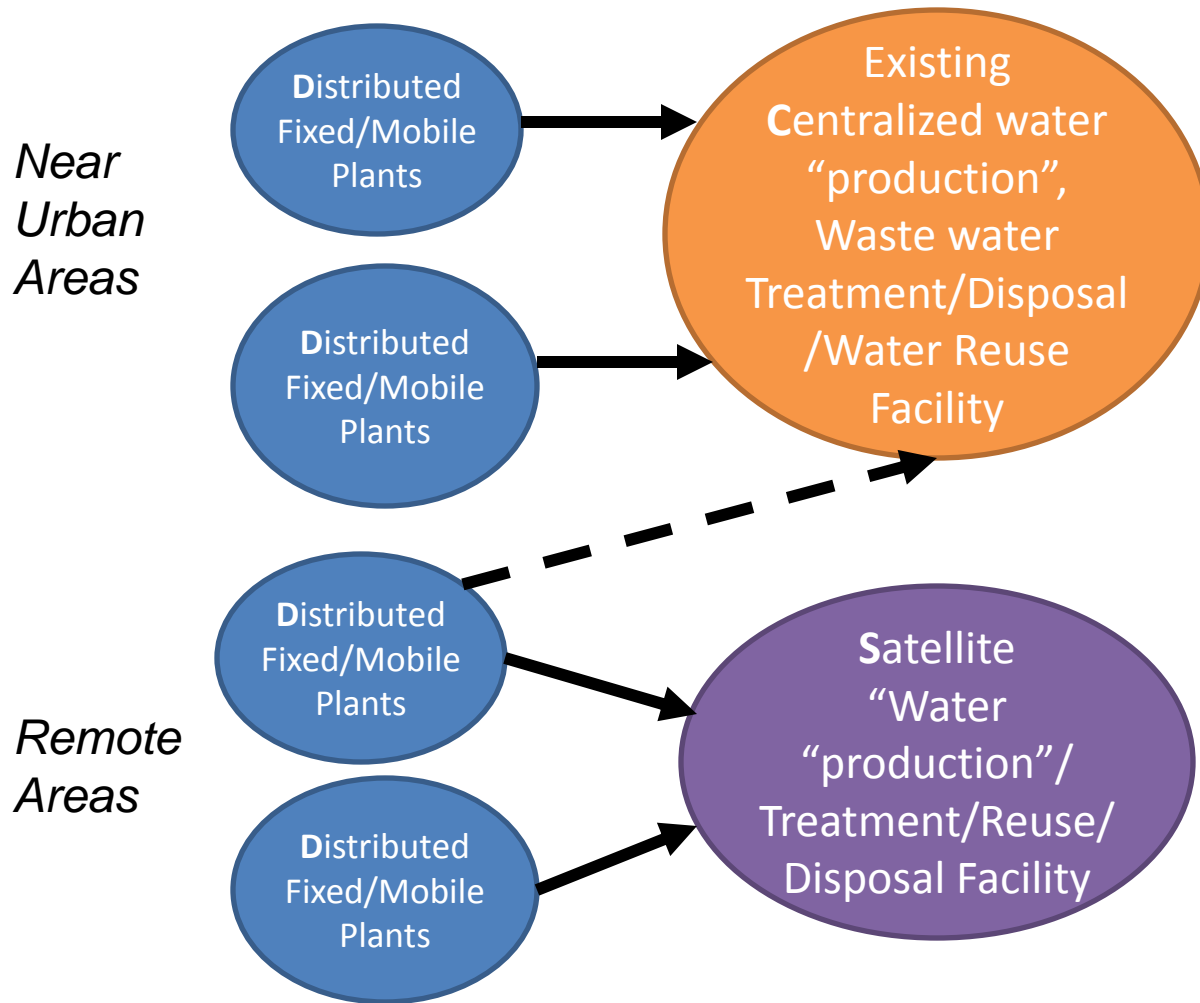 Near
Urban
Areas
Distributed
Fixed/Mobile
Plants
Distributed
Fixed/Mobile
Plants
Existing
Centralized water
“production”,
Waste water
Treatment/Disposal
/Water Reuse
Facility
Remote
Areas
Distributed
Fixed/Mobile
Plants
Distributed
Fixed/Mobile
Plants
Satellite
“Water
“production”/
Treatment/Reuse/
Disposal Facility